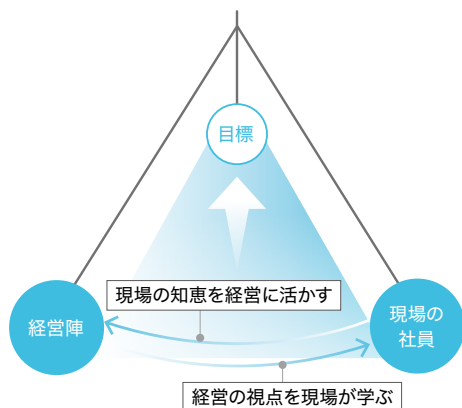 目標
現場の知恵を経営に活かす
経営陣
現場の
社員
経営の視点を現場が学ぶ